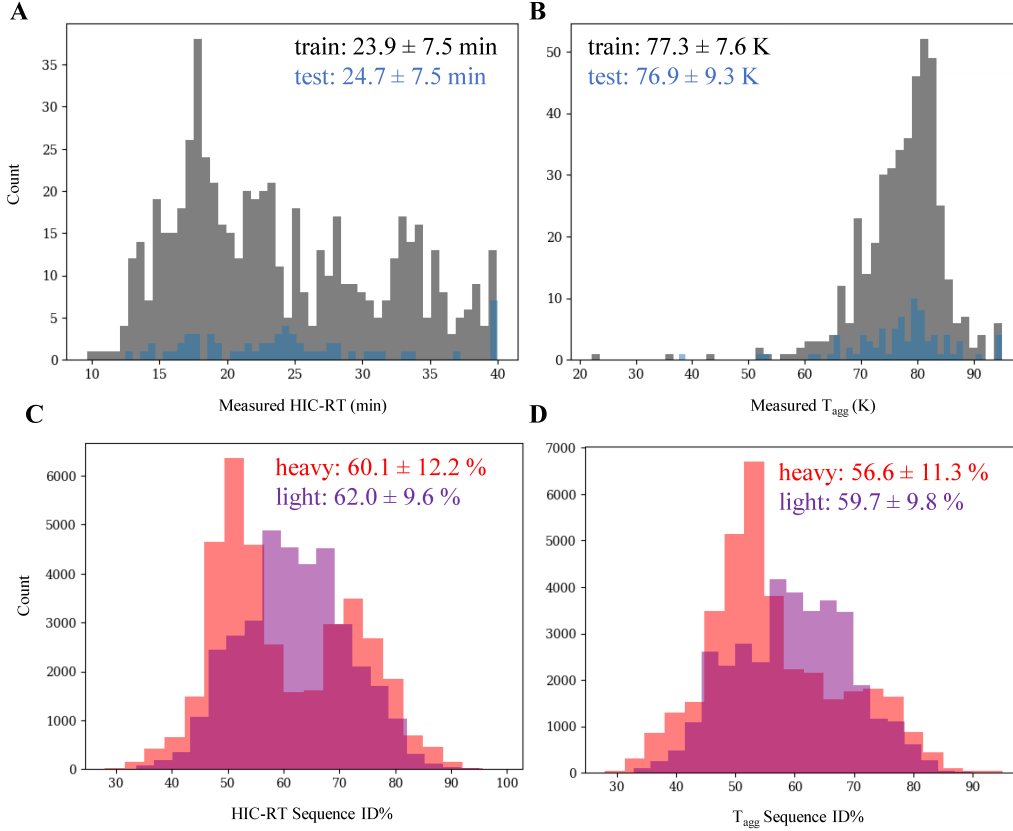 A
B
train: 23.9 ± 7.5 min
test: 24.7 ± 7.5 min
train: 77.3 ± 7.6 K
test: 76.9 ± 9.3 K
Count
35
30
25
20
15
10
5
0
10 15 20 25 30 35 40
Measured HIC-RT (min)
50
40
30
20
10
0
20 30 40 50 60 70 80 90
Measured Tagg (K)
C
D
heavy: 60.1 ± 12.2 %
light: 62.0 ± 9.6 %
heavy: 56.6 ± 11.3 %
light: 59.7 ± 9.8 %
Count
6000
5000
4000
3000
2000
1000
0
30 40 50 60 70 80 90 100
HIC-RT Sequence ID%
7000
6000
5000
4000
3000
2000
1000
0
30 40 50 60 70 80 90
Tagg Sequence ID%